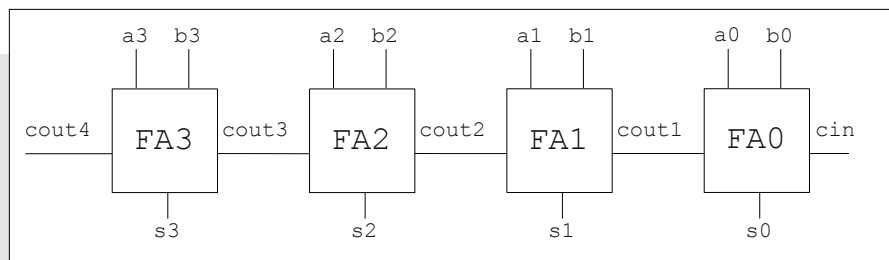 a3 b3 a2 b2 a1 b1 a0 b0
cout4 FA3 cout3 FA2 cout2 FA1 cout1 FA0 cin
s3 s2 s1 s0